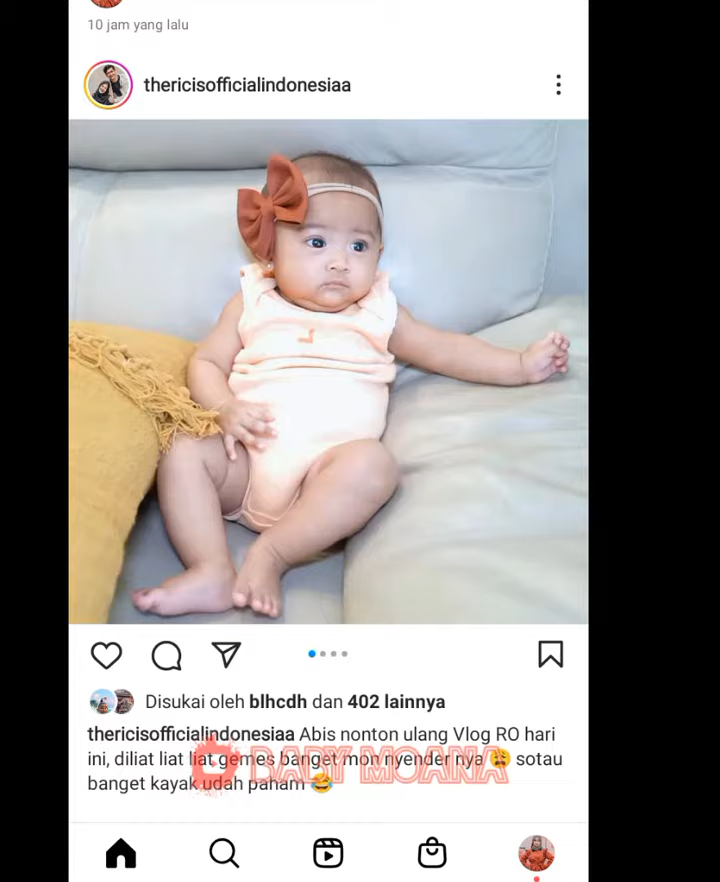 10 jam yang lalu
thericisofficialindonesiaa
Disukai oleh blhcdh dan 402 lainnya
thericisofficialindonesiaa Abis nonton ulang Vlog RO hari
ini, diliat liat liat gemes banget mon nyender nya 😫 sotau
banget kayak udah paham 😂
BABY MOANA